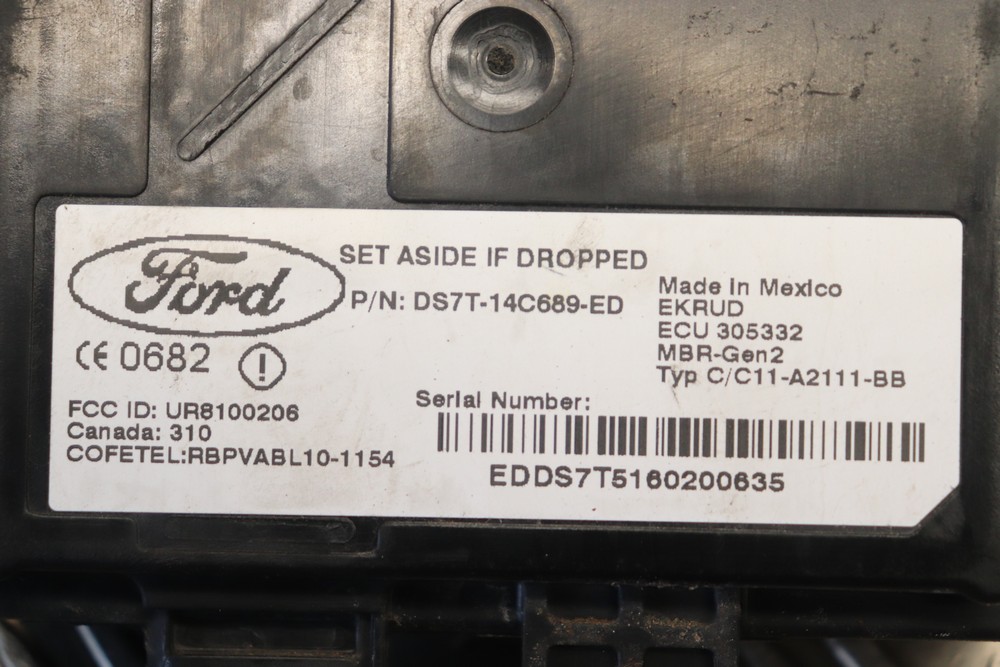 Ford
SET ASIDE IF DROPPED
P/N: DS7T-14C689-ED
Made in Mexico
EKRUD
ECU 305332
MBR-Gen2
Typ C/C11-A2111-BB
CE 0682 !
FCC ID: UR8100206
Canada: 310
COFETEL:RBPVABL10-1154
Serial Number:
EDDS7T5160200635